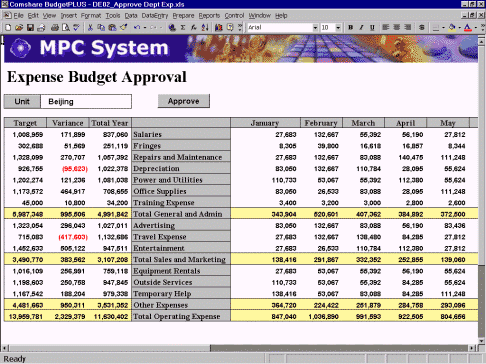 Comshare BudgetPLUS - DE02_Approve Dept Exp.xls
File Edit View Insert Format Tools Data DataEntry Prepare Reports Control Window Help
Arial 10
MPC System
Expense Budget Approval
Unit Beijing Approve
Target Variance Total Year January February March April May
1,008,959 171,899 837,060 Salaries 27,683 132,667 55,392 56,190 27,812
302,688 51,569 251,119 Fringes 8,305 39,800 16,618 16,857 8,344
1,328,099 270,707 1,057,392 Repairs and Maintenance 27,683 132,667 83,088 140,475 111,248
926,755 (95,623) 1,022,378 Depreciation 83,050 132,667 110,784 28,095 55,624
1,202,274 121,236 1,081,038 Power and Utilities 110,733 53,067 55,392 112,380 55,624
1,173,572 464,917 708,655 Office Supplies 83,050 26,533 83,088 28,095 111,248
45,000 10,800 34,200 Training Expense 3,400 3,200 3,000 2,800 2,600
5,987,348 995,506 4,991,842 Total General and Admin 343,904 520,601 407,362 384,892 372,500
1,323,054 296,043 1,027,011 Advertising 83,050 132,667 83,088 56,190 83,436
715,083 (417,603) 1,132,686 Travel Expense 27,683 132,667 138,480 84,285 27,812
1,452,633 505,122 947,511 Entertainment 27,683 26,533 110,784 112,380 27,812
3,490,770 383,562 3,107,208 Total Sales and Marketing 138,416 291,867 332,352 252,855 139,060
1,016,109 256,991 759,118 Equipment Rentals 27,683 53,067 55,392 56,190 55,624
1,198,603 250,758 947,845 Outside Services 110,733 53,067 110,784 84,285 55,624
1,167,542 188,204 979,338 Temporary Help 138,416 53,067 83,088 84,285 111,248
4,481,663 950,311 3,531,352 Other Expenses 364,720 224,422 251,879 284,758 293,096
13,959,781 2,329,379 11,630,402 Total Operating Expense 847,040 1,036,890 991,593 922,505 804,656
Ready